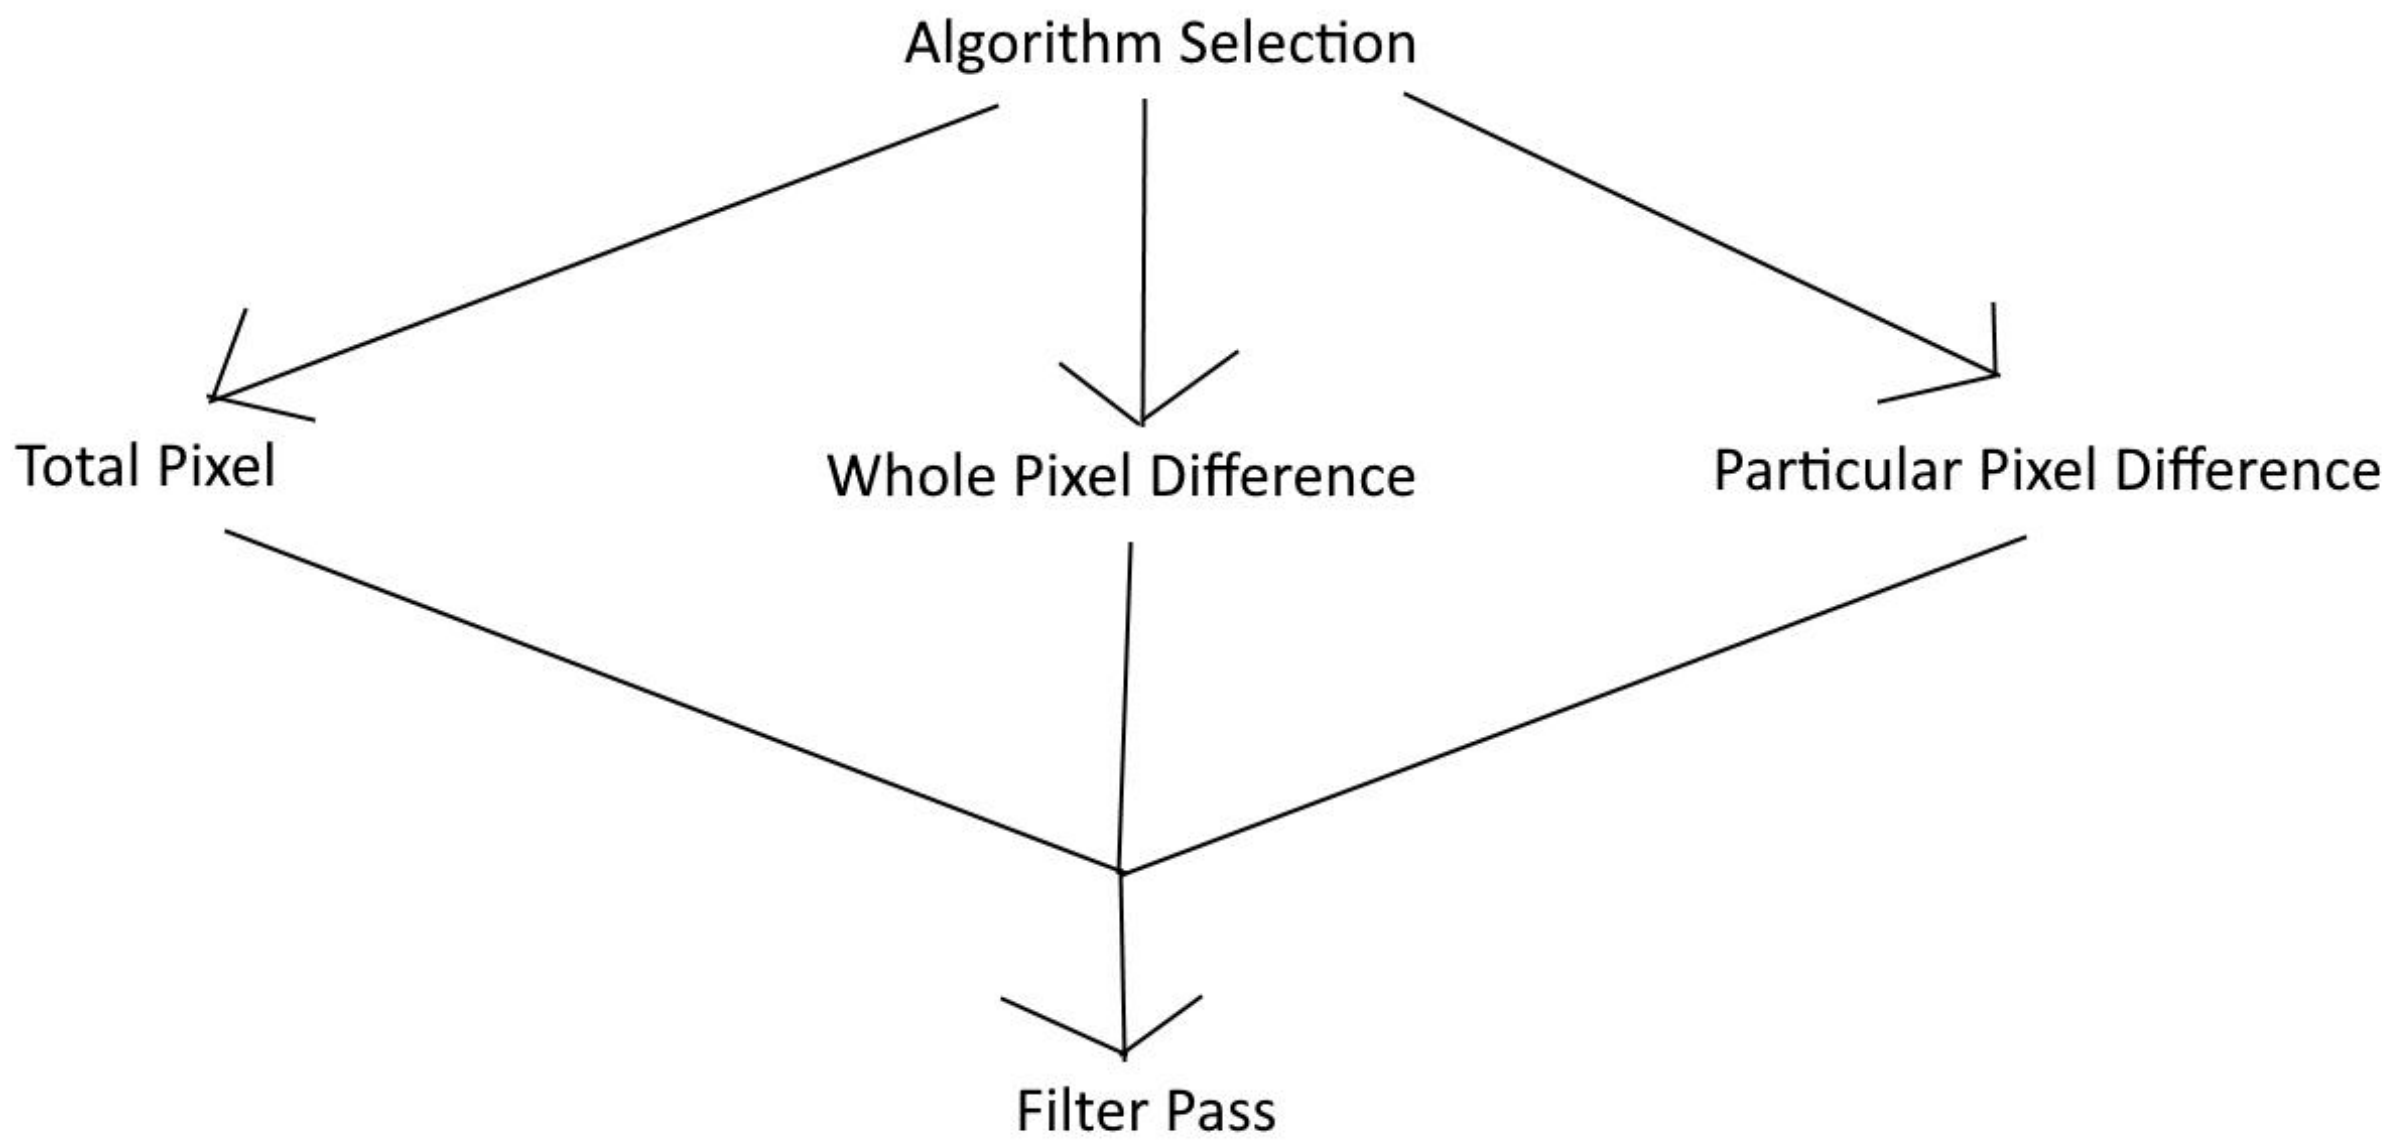 Algorithm Selection
Total Pixel
Whole Pixel Difference
Particular Pixel Difference
Filter Pass